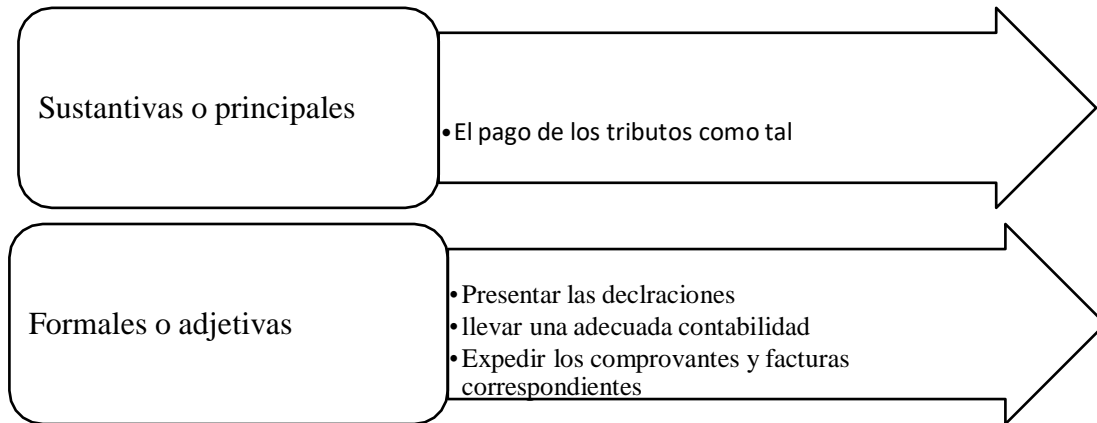 Sustantivas o principales
•El pago de los tributos como tal
Formales o adjetivas
•Presentar las declraciones
•llevar una adecuada contabilidad
•Expedir los comprovantes y facturas
correspondientes